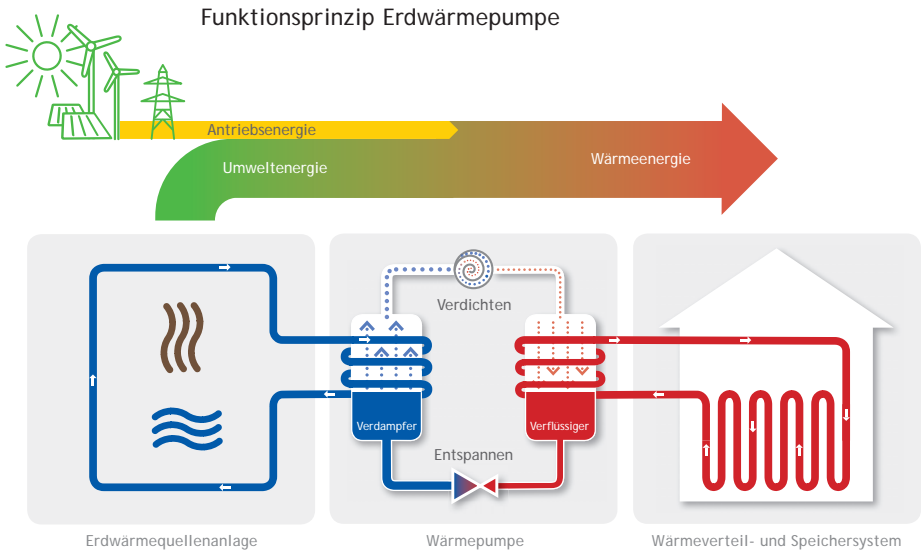 Funktionsprinzip Erdwärmepumpe
Antriebsenergie
Umweltenergie
Wärmeenergie
Verdichten
Verdampfer
Verflüssiger
Entspannen
Erdwärmequellenanlage
Wärmepumpe
Wärmeverteil- und Speichersystem